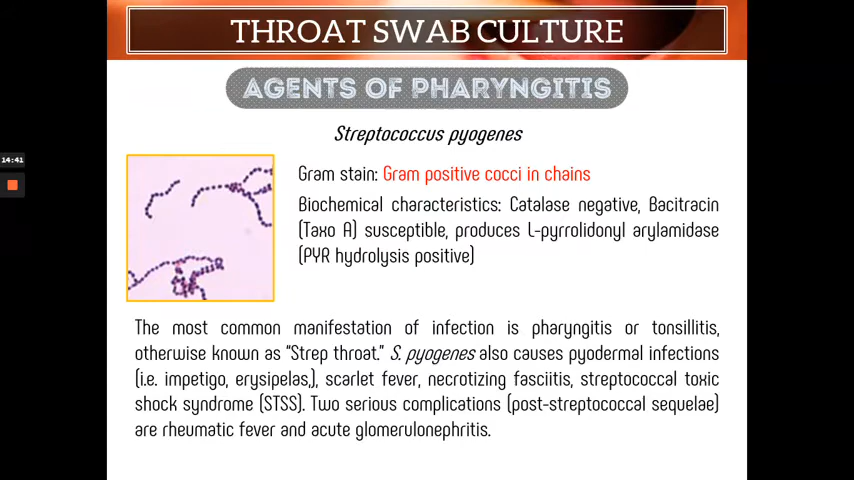 THROAT SWAB CULTURE
AGENTS OF PHARYNGITIS
Streptococcus pyogenes
14:41
Gram stain: Gram positive cocci in chains
Biochemical characteristics: Catalase negative, Bacitracin
(Taxo A) susceptible, produces L-pyrrolidonyl arylamidase
(PYR hydrolysis positive)
The most common manifestation of infection is pharyngitis or tonsillitis,
otherwise known as “Strep throat.” S. pyogenes also causes pyodermal infections
(i.e. impetigo, erysipelas,), scarlet fever, necrotizing fasciitis, streptococcal toxic
shock syndrome (STSS). Two serious complications (post-streptococcal sequelae)
are rheumatic fever and acute glomerulonephritis.